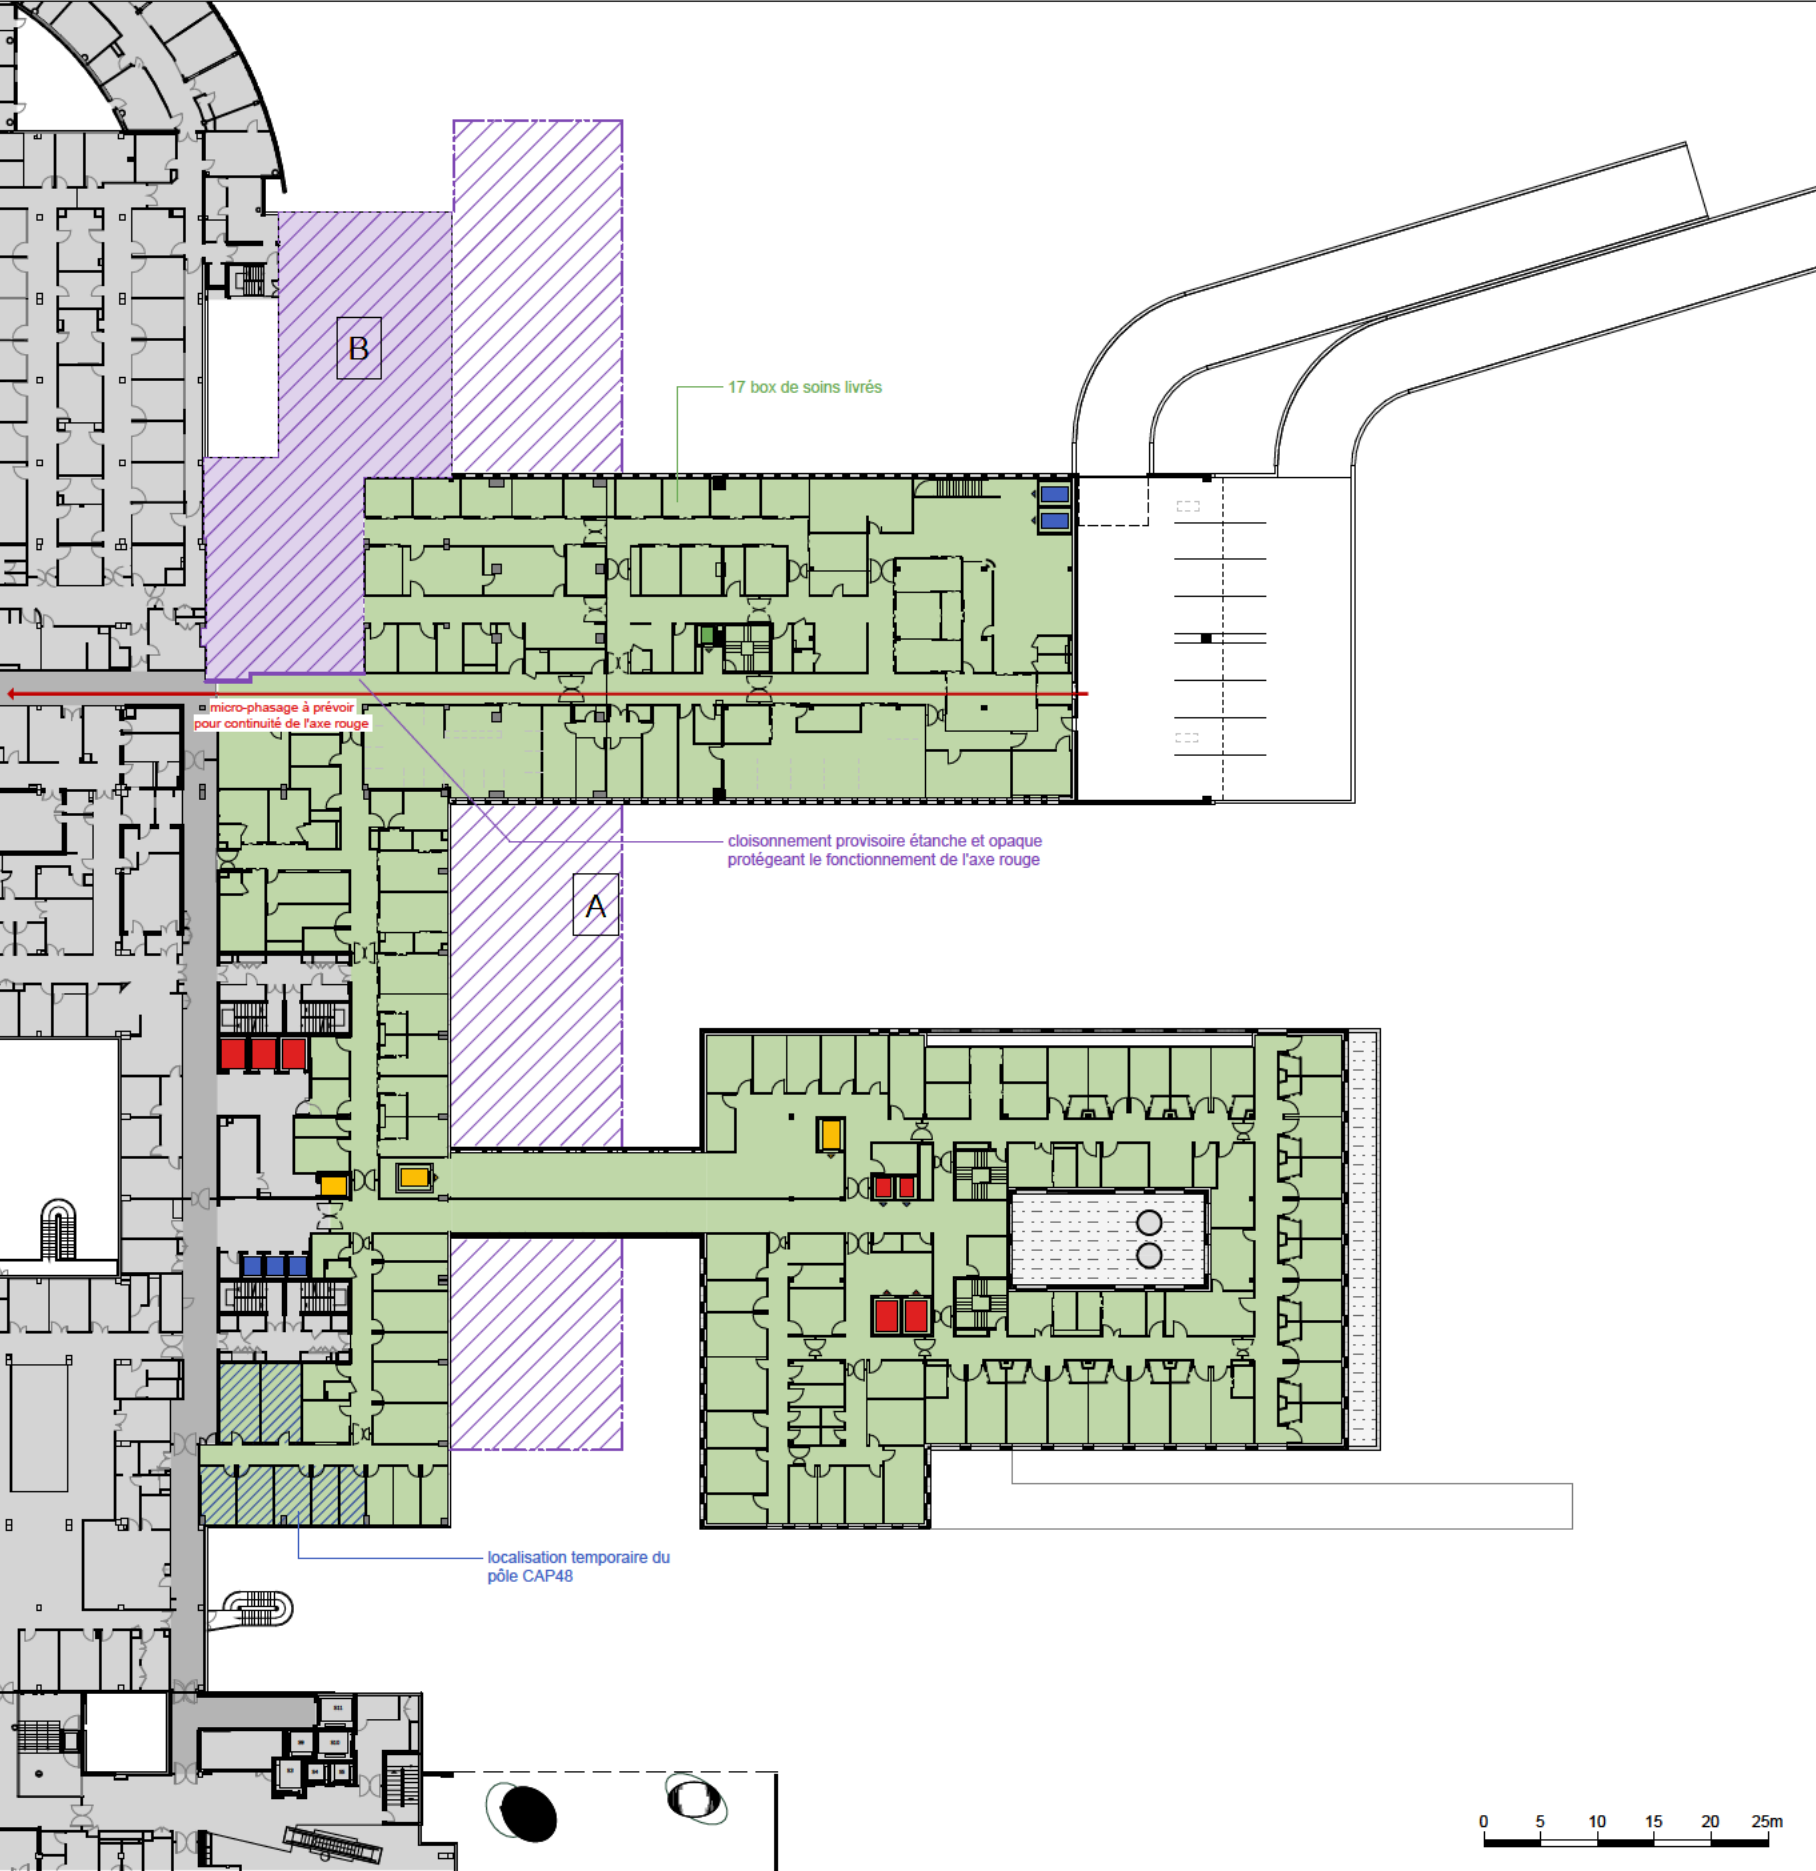 B
17 box de soins livrés
micro-phasage à prévoir
pour continuité de l'axe rouge
cloisonnement provisoire étanche et opaque
protégeant le fonctionnement de l'axe rouge
A
localisation temporaire du
pôle CAP48
0 5 10 15 20 25m